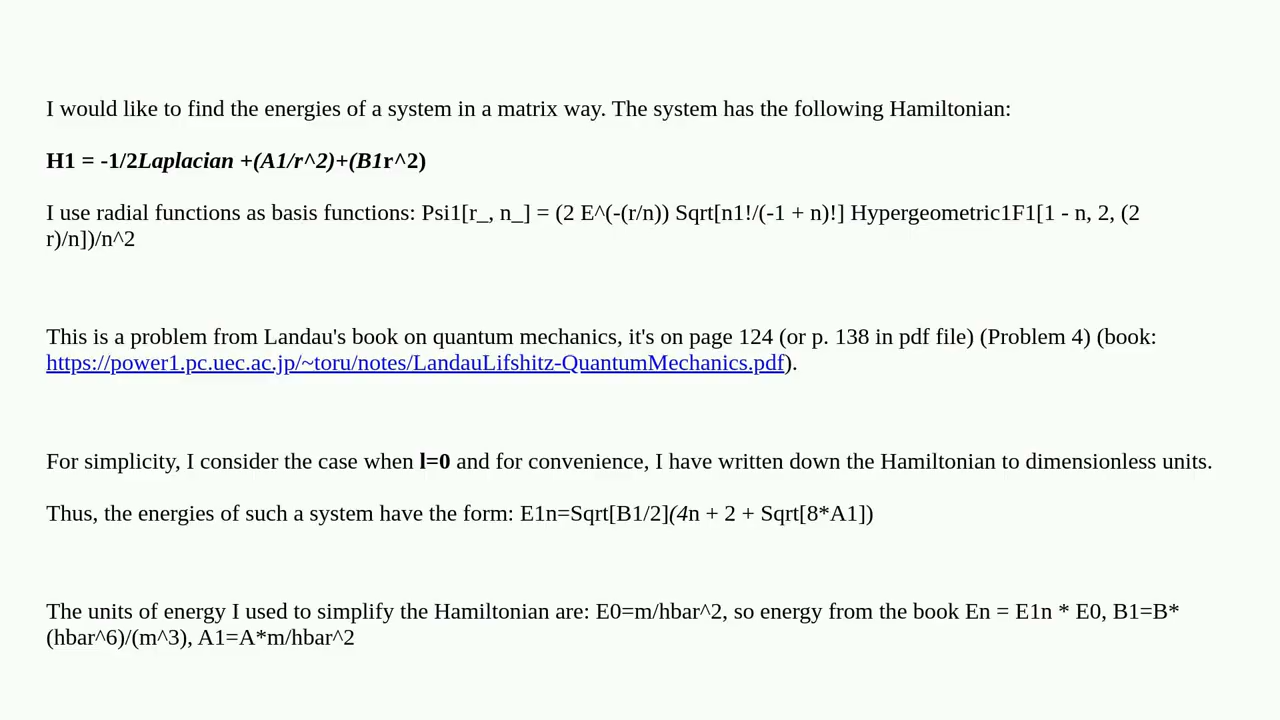 I would like to find the energies of a system in a matrix way. The system has the following Hamiltonian:
H1 = -1/2Laplacian +(A1/r^2)+(B1r^2)
I use radial functions as basis functions: Psi1[r_, n_] = (2 E^(-(r/n)) Sqrt[n1!/(-1 + n)!] Hypergeometric1F1[1 - n, 2, (2
r)/n])/n^2
This is a problem from Landau's book on quantum mechanics, it's on page 124 (or p. 138 in pdf file) (Problem 4) (book:
https://power1.pc.uec.ac.jp/~toru/notes/LandauLifshitz-QuantumMechanics.pdf).
For simplicity, I consider the case when l=0 and for convenience, I have written down the Hamiltonian to dimensionless units.
Thus, the energies of such a system have the form: E1n=Sqrt[B1/2](4n + 2 + Sqrt[8*A1])
The units of energy I used to simplify the Hamiltonian are: E0=m/hbar^2, so energy from the book En = E1n * E0, B1=B*
(hbar^6)/(m^3), A1=A*m/hbar^2